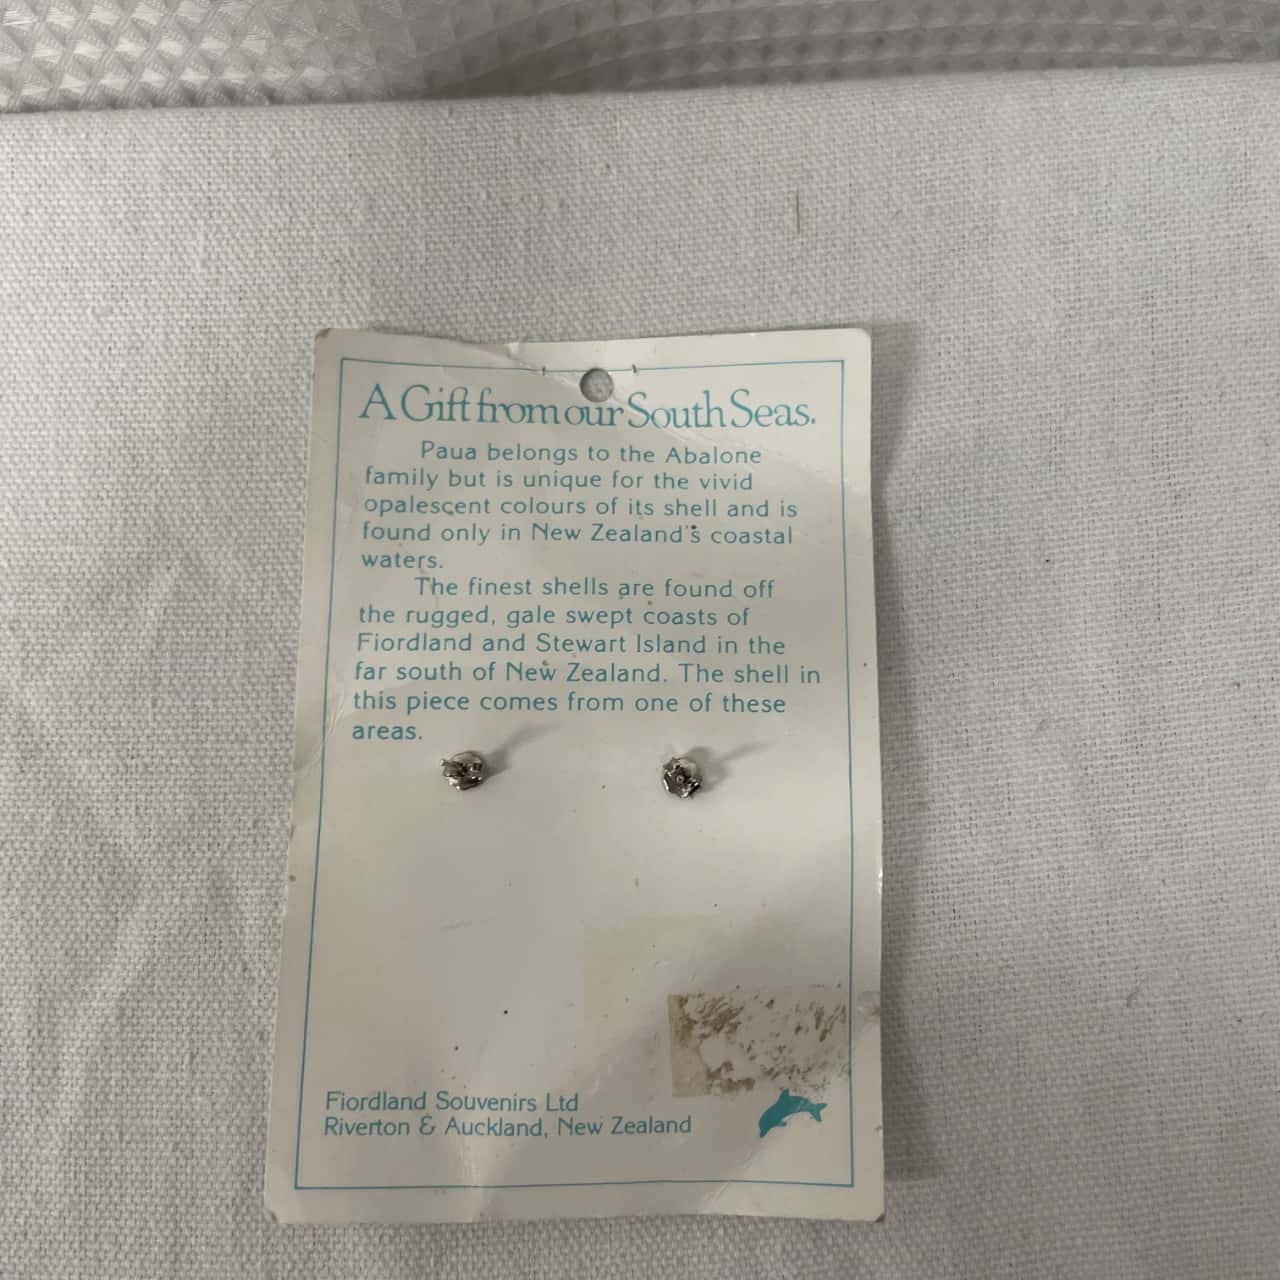 A Gift from our South Seas.
Paua belongs to the Abalone
family but is unique for the vivid
opalescent colours of its shell and is
found only in New Zealand's coastal
waters.
The finest shells are found off
the rugged, gale swept coasts of
Fiordland and Stewart Island in the
far south of New Zealand. The shell in
this piece comes from one of these
areas.
Fiordland Souvenirs Ltd
Riverton & Auckland, New Zealand